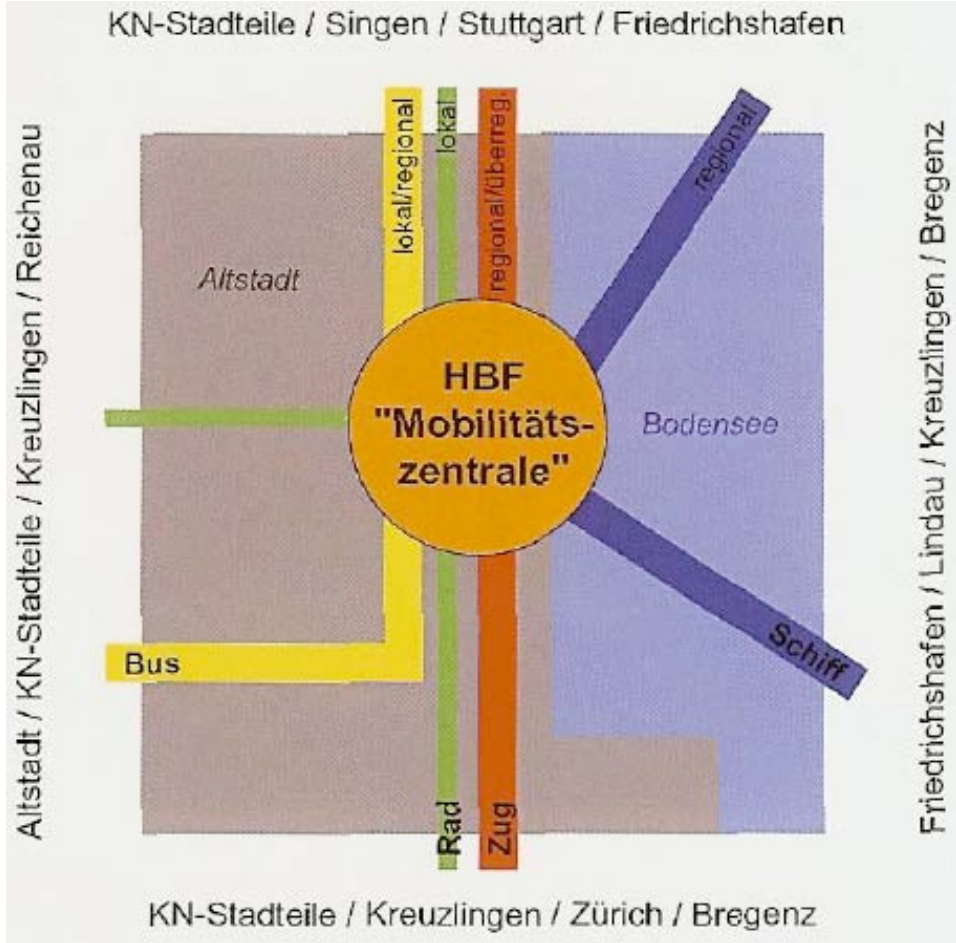 KN-Stadteile / Singen / Stuttgart / Friedrichshafen
Altstadt / KN-Stadteile / Kreuzlingen / Reichenau
lokal/regional
lokal
regional/überreg.
regional
Altstadt
HBF
"Mobilitäts-
zentrale"
Bodensee
Bus
Rad
Zug
Schiff
Friedrichshafen / Lindau / Kreuzlingen / Bregenz
KN-Stadteile / Kreuzlingen / Zürich / Bregenz